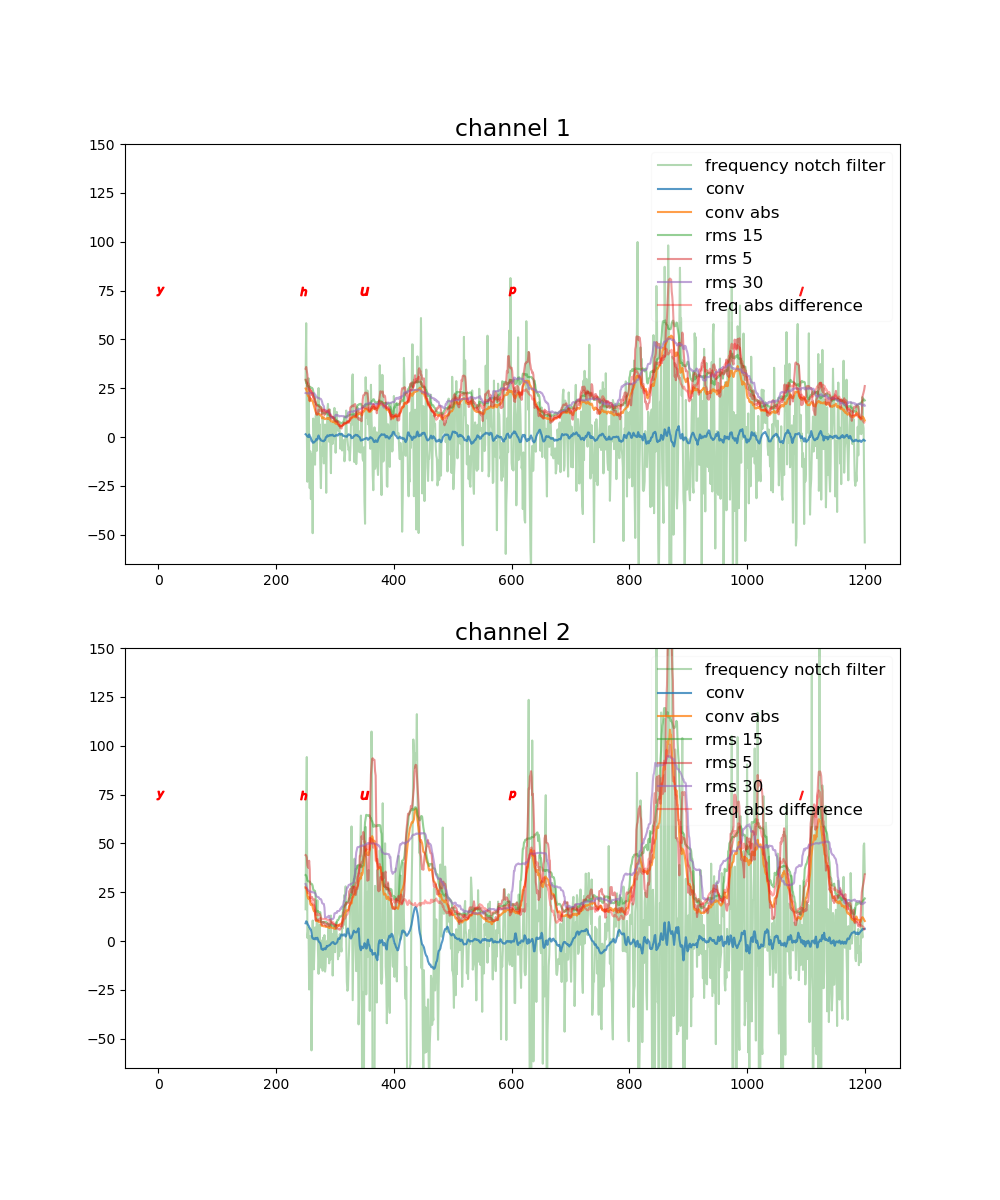 channel 1
150
125
100
75
50
25
0
−25
−50
frequency notch filter
conv
conv abs
rms 15
rms 5
rms 30
freq abs difference
y h u p l
0 200 400 600 800 1000 1200
channel 2
150
125
100
75
50
25
0
−25
−50
frequency notch filter
conv
conv abs
rms 15
rms 5
rms 30
freq abs difference
y h u p l
0 200 400 600 800 1000 1200